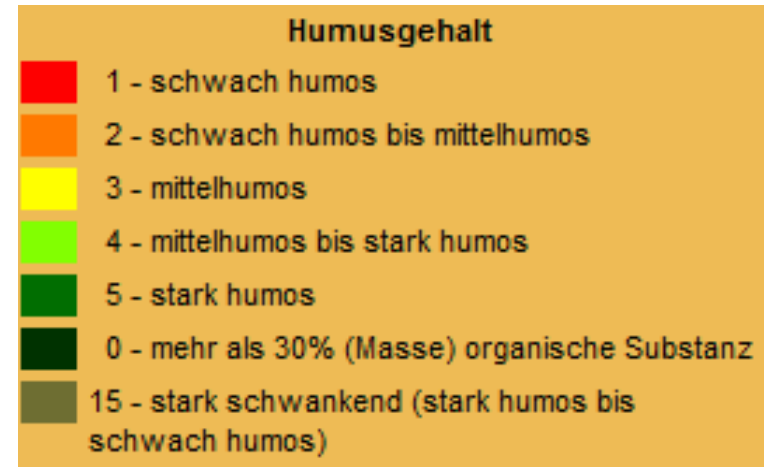 Humusgehalt
1 - schwach humos
2 - schwach humos bis mittelhumos
3 - mittelhumos
4 - mittelhumos bis stark humos
5 - stark humos
0 - mehr als 30% (Masse) organische Substanz
15 - stark schwankend (stark humos bis
schwach humos)